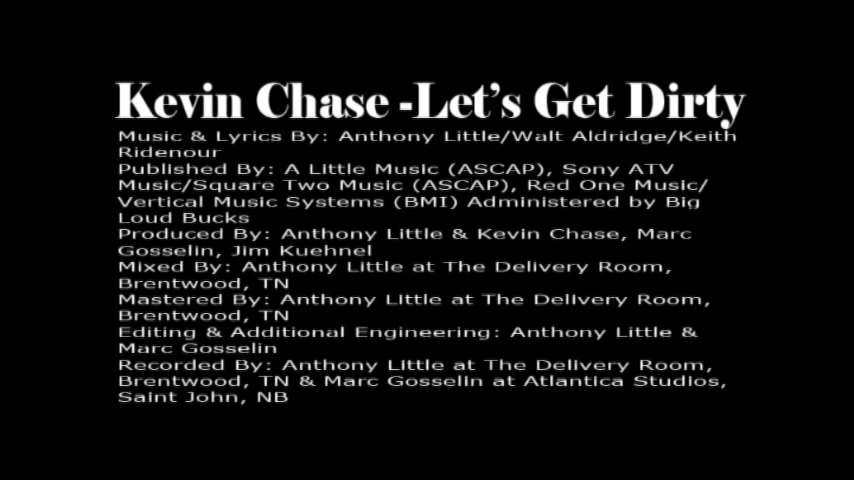 Kevin Chase -Let's Get Dirty
Music & Lyrics By: Anthony Little/Walt Aldridge/Keith
Ridenour
Published By: A Little Music (ASCAP), Sony ATV
Music/Square Two Music (ASCAP), Red One Music/
Vertical Music Systems (BMI) Administered by Big
Loud Bucks
Produced By: Anthony Little & Kevin Chase, Marc
Gosselin, Jim Kuehnel
Mixed By: Anthony Little at The Delivery Room,
Brentwood, TN
Mastered By: Anthony Little at The Delivery Room,
Brentwood, TN
Editing & Additional Engineering: Anthony Little &
Marc Gosselin
Recorded By: Anthony Little at The Delivery Room,
Brentwood, TN & Marc Gosselin at Atlantica Studios,
Saint John, NB